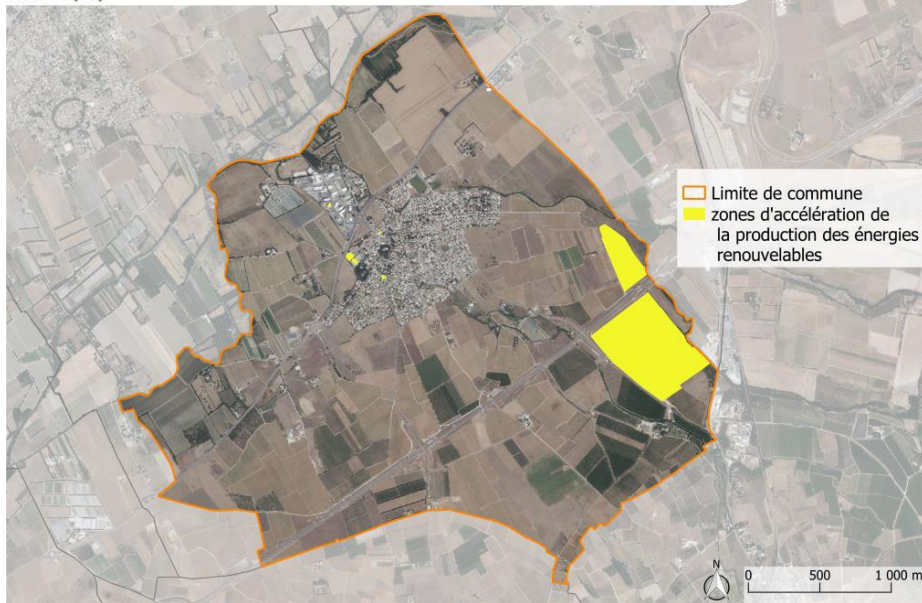 Limite de commune
zones d'accélération de
la production des énergies
renouvelables
N
0 500 1 000 m